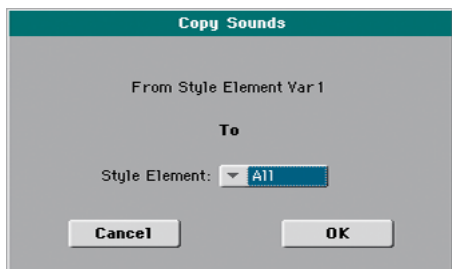 Copy Sounds
From Style Element Var1
To
Style Element: All
Cancel OK